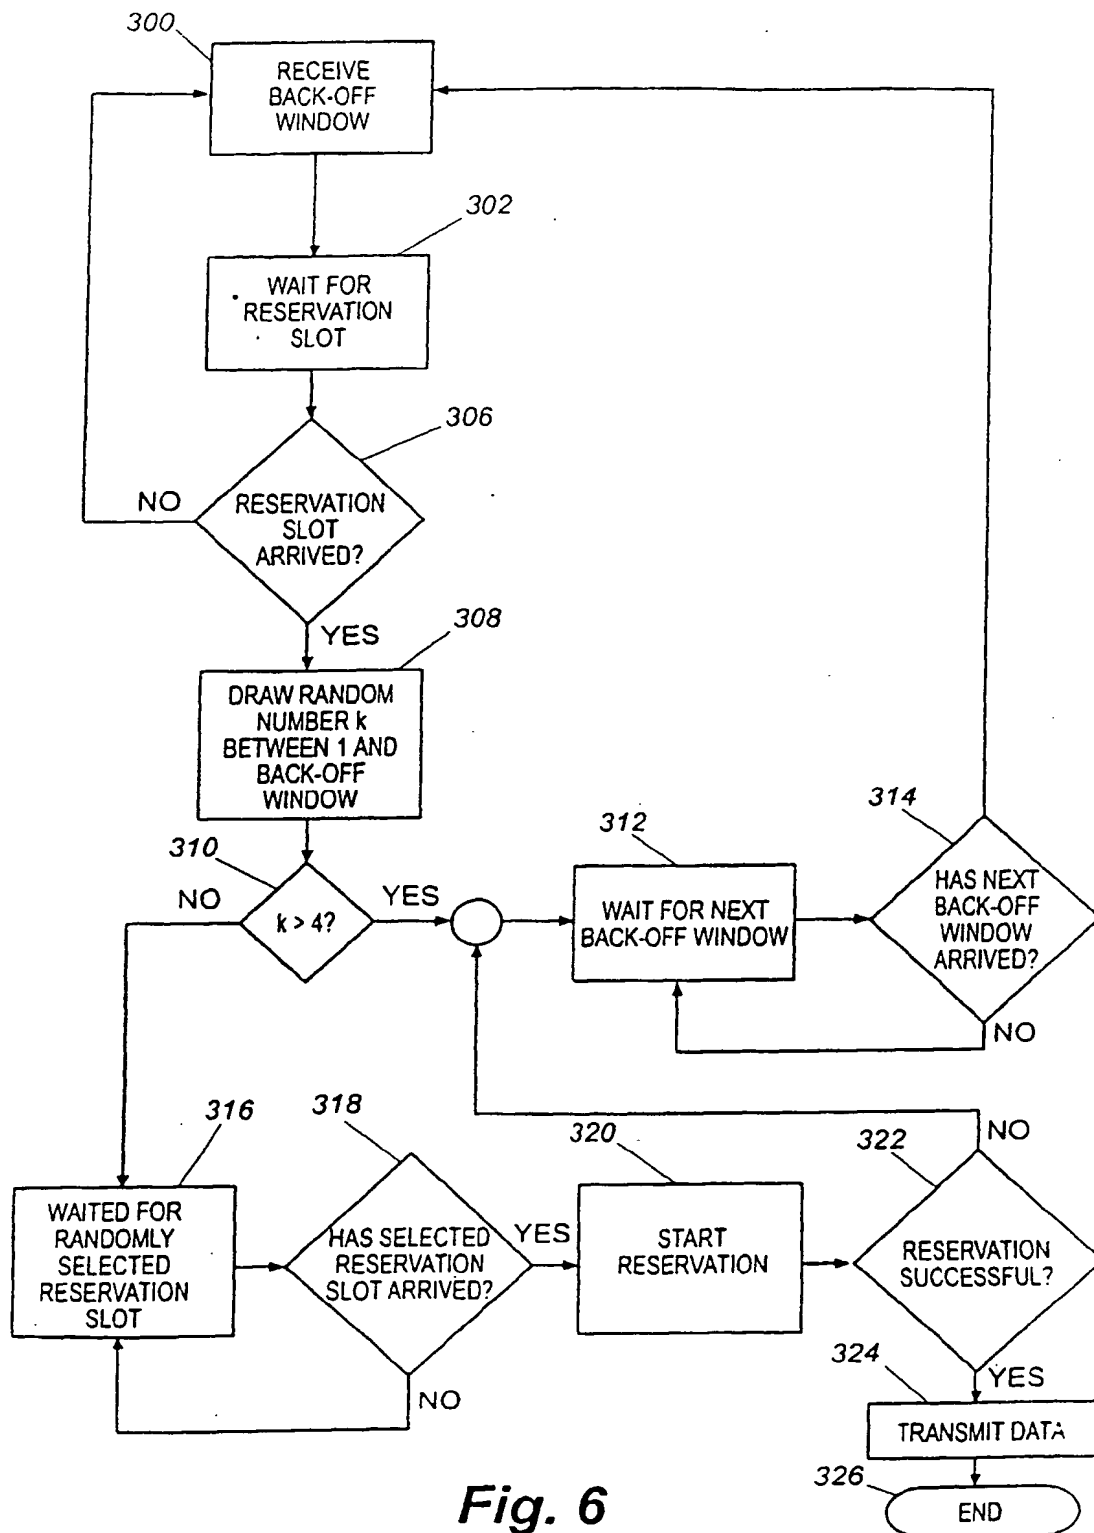 300
RECEIVE
BACK-OFF
WINDOW
302
WAIT FOR
RESERVATION
SLOT
306
RESERVATION
SLOT
ARRIVED?
NO
YES
308
DRAW RANDOM
NUMBER k
BETWEEN 1 AND
BACK-OFF
WINDOW
310
k > 4?
NO
YES
312
WAIT FOR NEXT
BACK-OFF WINDOW
314
HAS NEXT
BACK-OFF
WINDOW
ARRIVED?
NO
316
WAITED FOR
RANDOMLY
SELECTED
RESERVATION
SLOT
318
HAS SELECTED
RESERVATION
SLOT ARRIVED?
YES
NO
320
START
RESERVATION
322
RESERVATION
SUCCESSFUL?
NO
YES
324
TRANSMIT DATA
326
END
Fig. 6